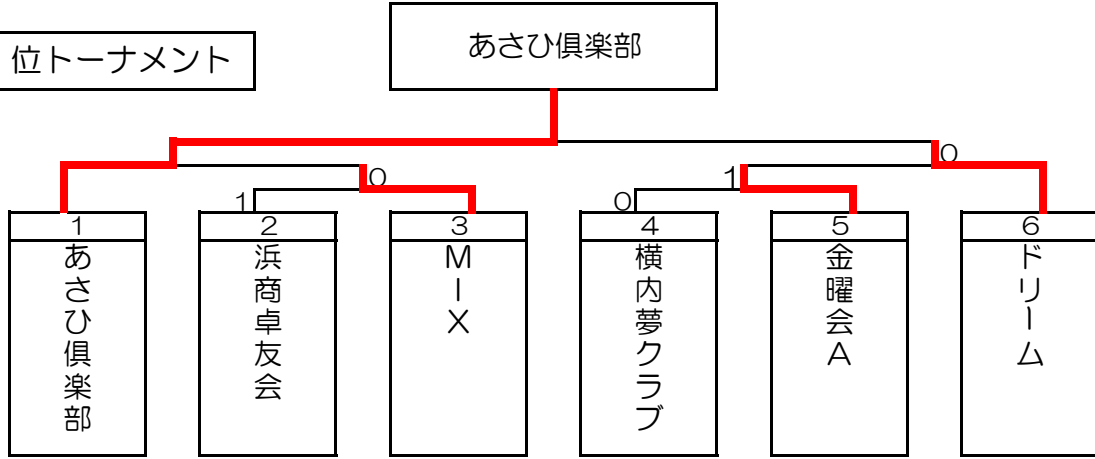 あさひ倶楽部
位トーナメント
0
0
1
1
0
1
2
3
4
5
6
あさひ倶楽部
浜商卓友会
MIX
横内夢クラブ
金曜会A
ドリーム